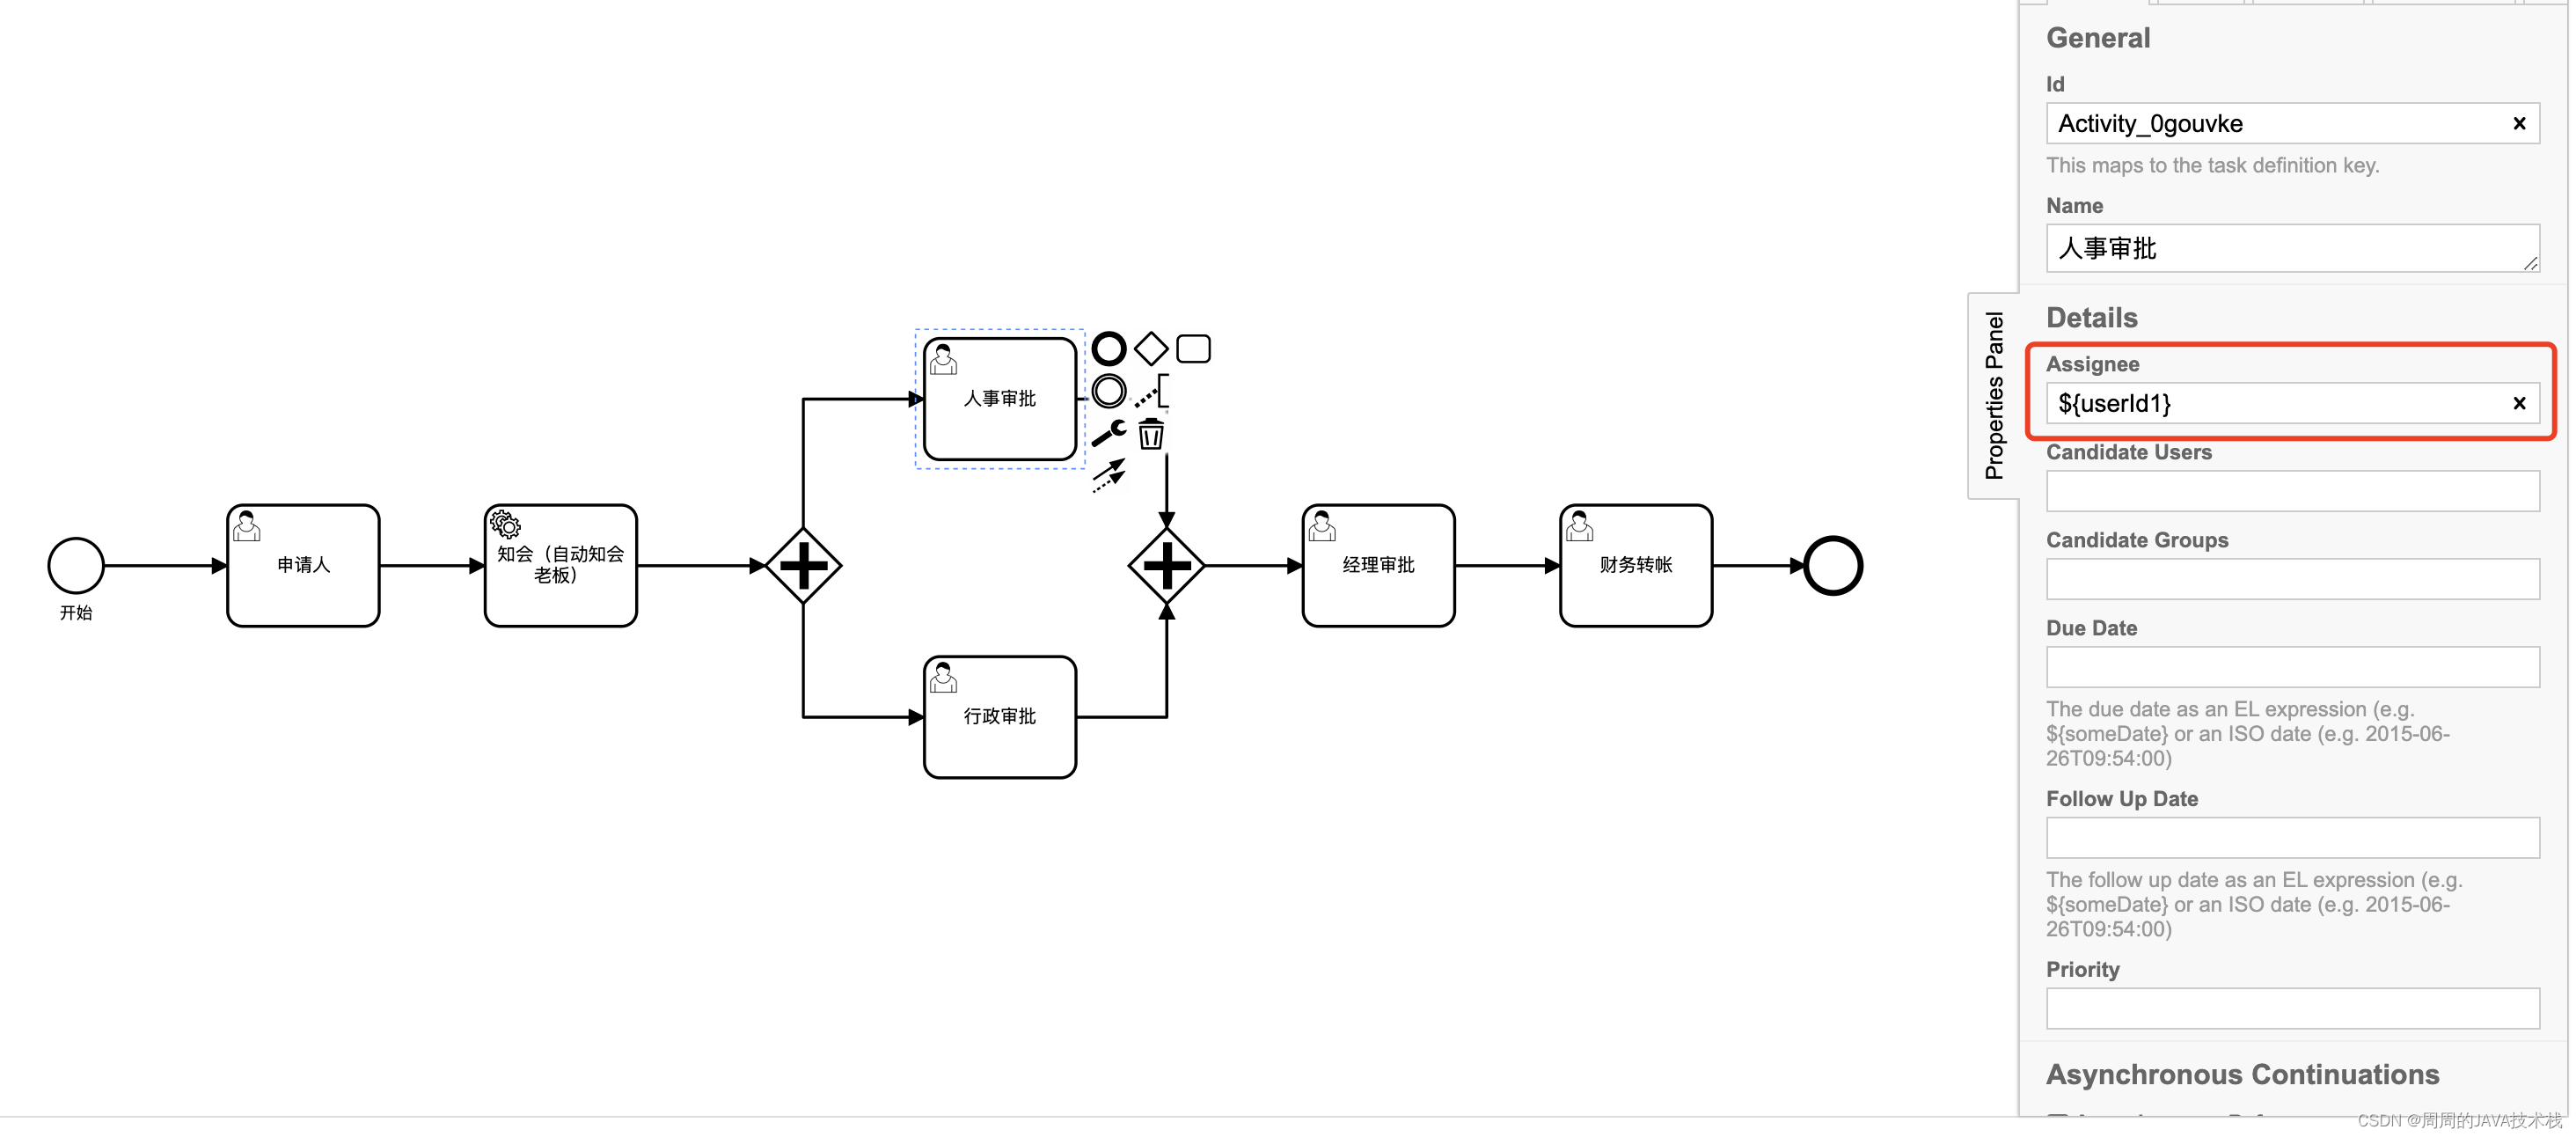 开始
申请人
知会（自动知会
老板）
人事审批
行政审批
经理审批
财务转帐
Properties Panel
General
Id
Activity_0gouvke
This maps to the task definition key.
Name
人事审批
Details
Assignee
${userId1}
Candidate Users
Candidate Groups
Due Date
The due date as an EL expression (e.g.
${someDate} or an ISO date (e.g. 2015-06-
26T09:54:00)
Follow Up Date
The follow up date as an EL expression (e.g.
${someDate} or an ISO date (e.g. 2015-06-
26T09:54:00)
Priority
Asynchronous Continuations
CSDN @周周的JAVA技术栈